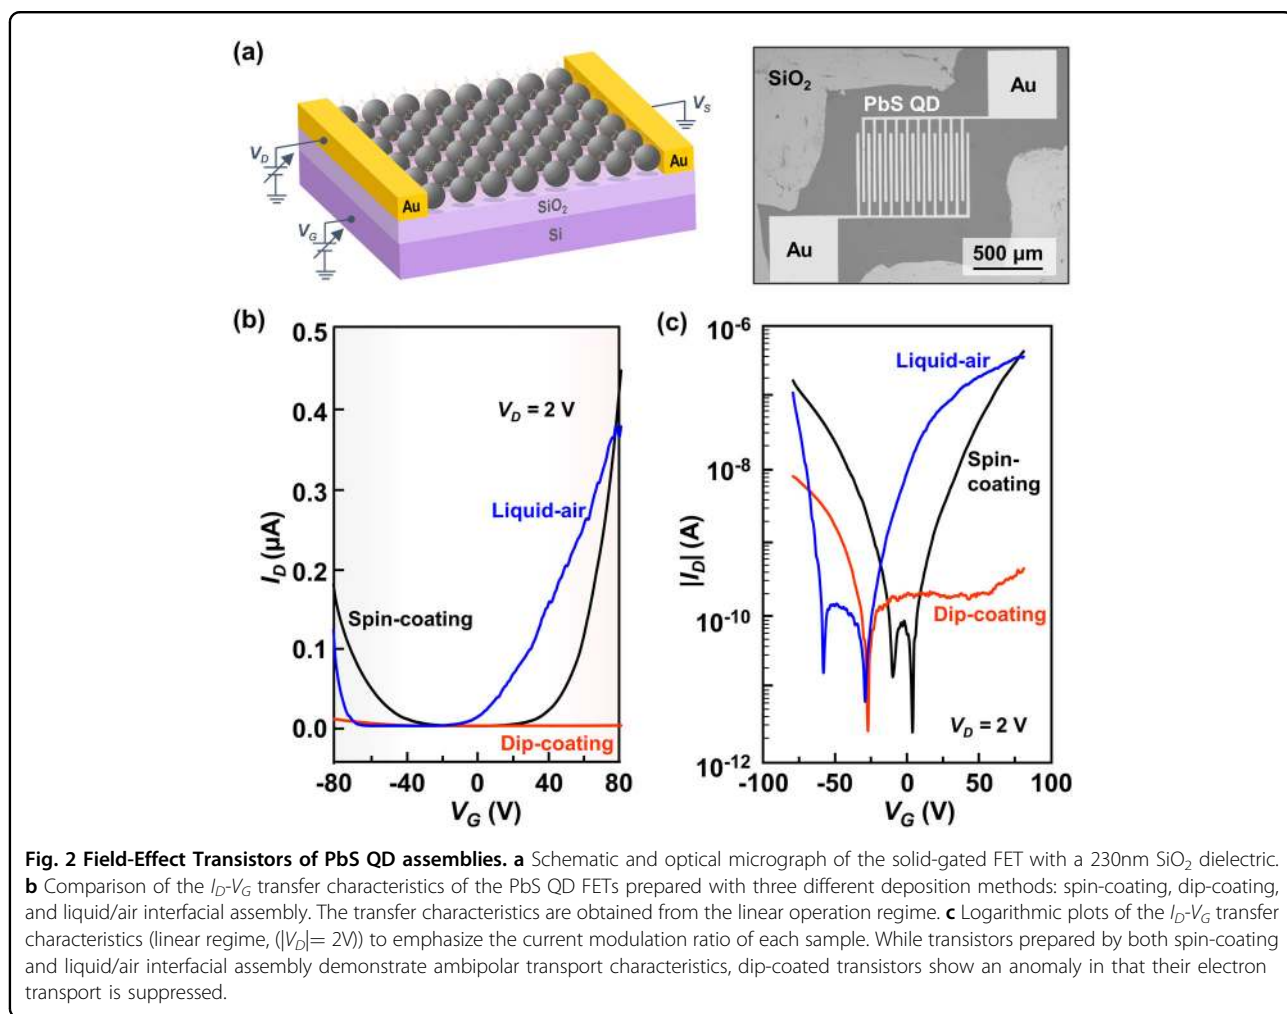 (a)
V_D
V_G
V_S
Au
Au
SiO₂
Si
SiO₂
PbS QD
Au
Au
500 µm
(b)
0.5
0.4
0.3
0.2
0.1
0.0
I_D (µA)
V_D = 2 V
Liquid-air
Spin-coating
Dip-coating
-80 -40 0 40 80
V_G (V)
(c)
10⁻⁶
10⁻⁸
10⁻¹⁰
10⁻¹²
|I_D| (A)
Liquid-air
Spin-
coating
Dip-coating
V_D = 2 V
-100 -50 0 50 100
V_G (V)
Fig. 2 Field-Effect Transistors of PbS QD assemblies. a Schematic and optical micrograph of the solid-gated FET with a 230nm SiO₂ dielectric.
b Comparison of the I_D-V_G transfer characteristics of the PbS QD FETs prepared with three different deposition methods: spin-coating, dip-coating,
and liquid/air interfacial assembly. The transfer characteristics are obtained from the linear operation regime. c Logarithmic plots of the I_D-V_G transfer
characteristics (linear regime, (|V_D|= 2V)) to emphasize the current modulation ratio of each sample. While transistors prepared by both spin-coating
and liquid/air interfacial assembly demonstrate ambipolar transport characteristics, dip-coated transistors show an anomaly in that their electron
transport is suppressed.